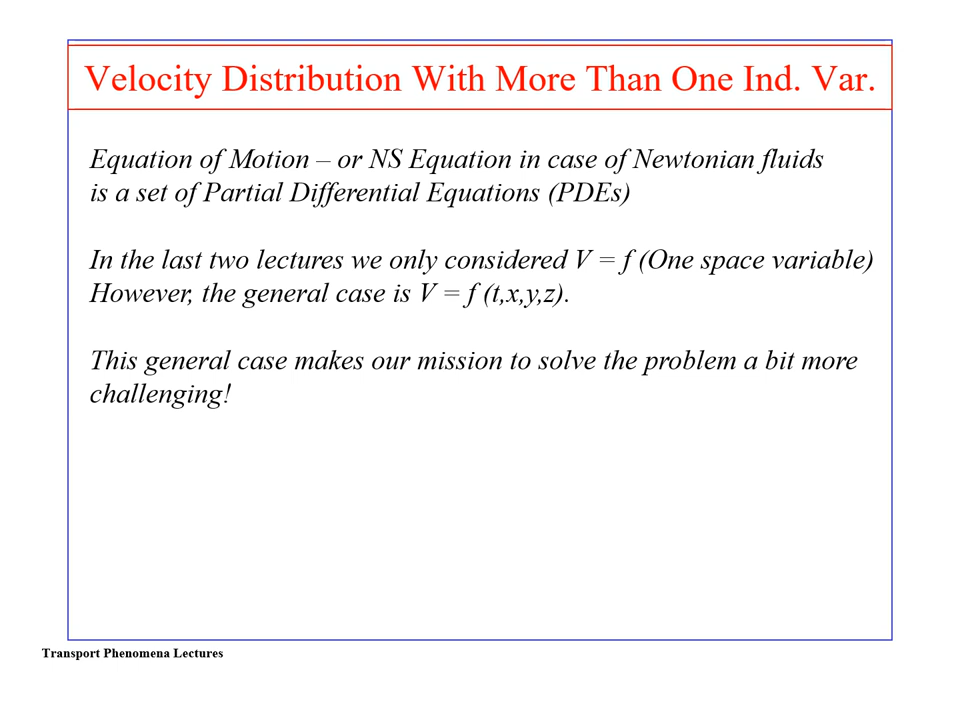 Velocity Distribution With More Than One Ind. Var.
Equation of Motion – or NS Equation in case of Newtonian fluids
is a set of Partial Differential Equations (PDEs)
In the last two lectures we only considered V = f (One space variable)
However, the general case is V = f (t,x,y,z).
This general case makes our mission to solve the problem a bit more
challenging!
Transport Phenomena Lectures